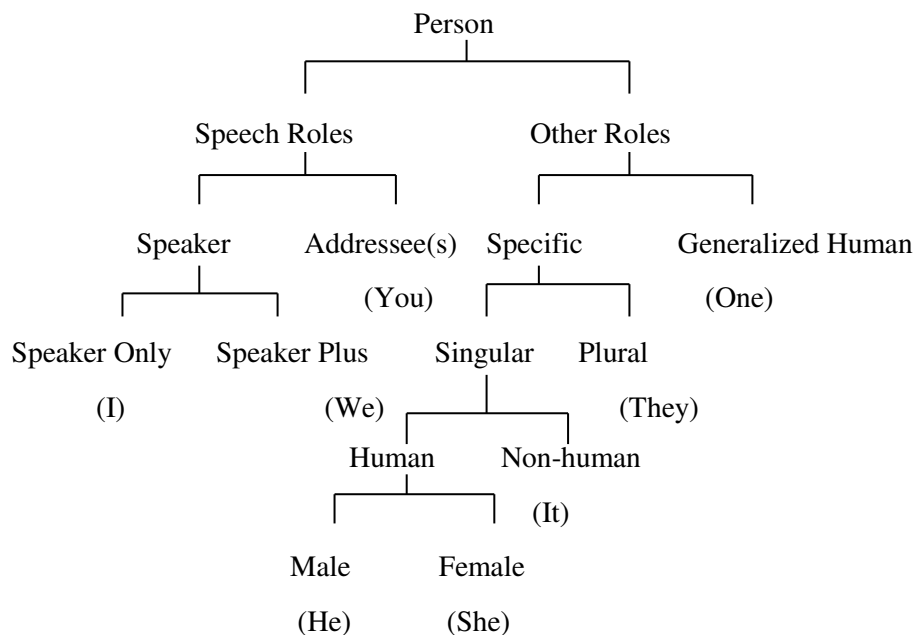 Person
Speech Roles Other Roles
Speaker Addressee(s) Specific Generalized Human
(You) (One)
Speaker Only Speaker Plus Singular Plural
(I) (We) (They)
Human Non-human
(It)
Male Female
(He) (She)